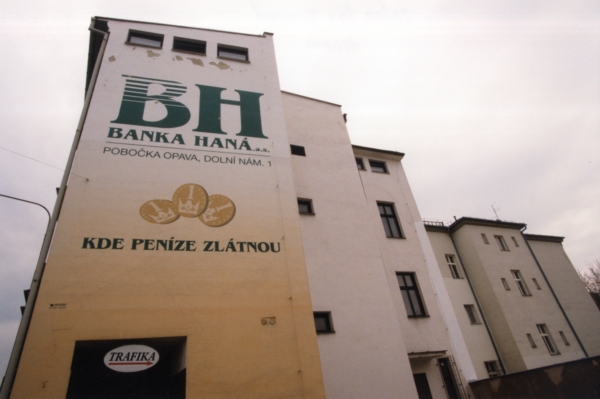 BH
BANKA HANÁ a.s.
POBOČKA OPAVA, DOLNÍ NÁM. 1
KDE PENÍZE ZLÁTNOU
TRAFIKA